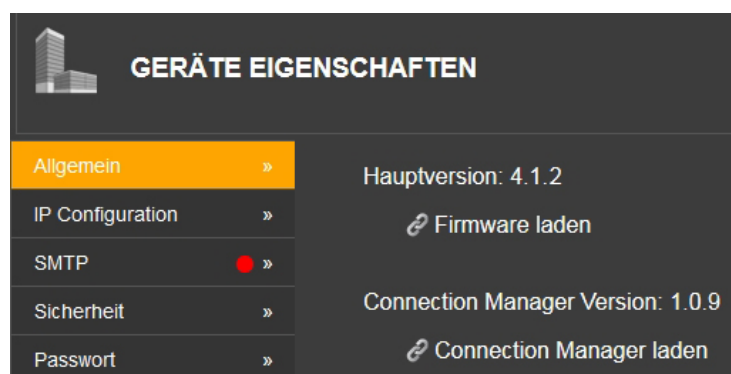 GERÄTE EIGENSCHAFTEN
Allgemein »
IP Configuration »
SMTP »
Sicherheit »
Passwort »
Hauptversion: 4.1.2
Firmware laden
Connection Manager Version: 1.0.9
Connection Manager laden